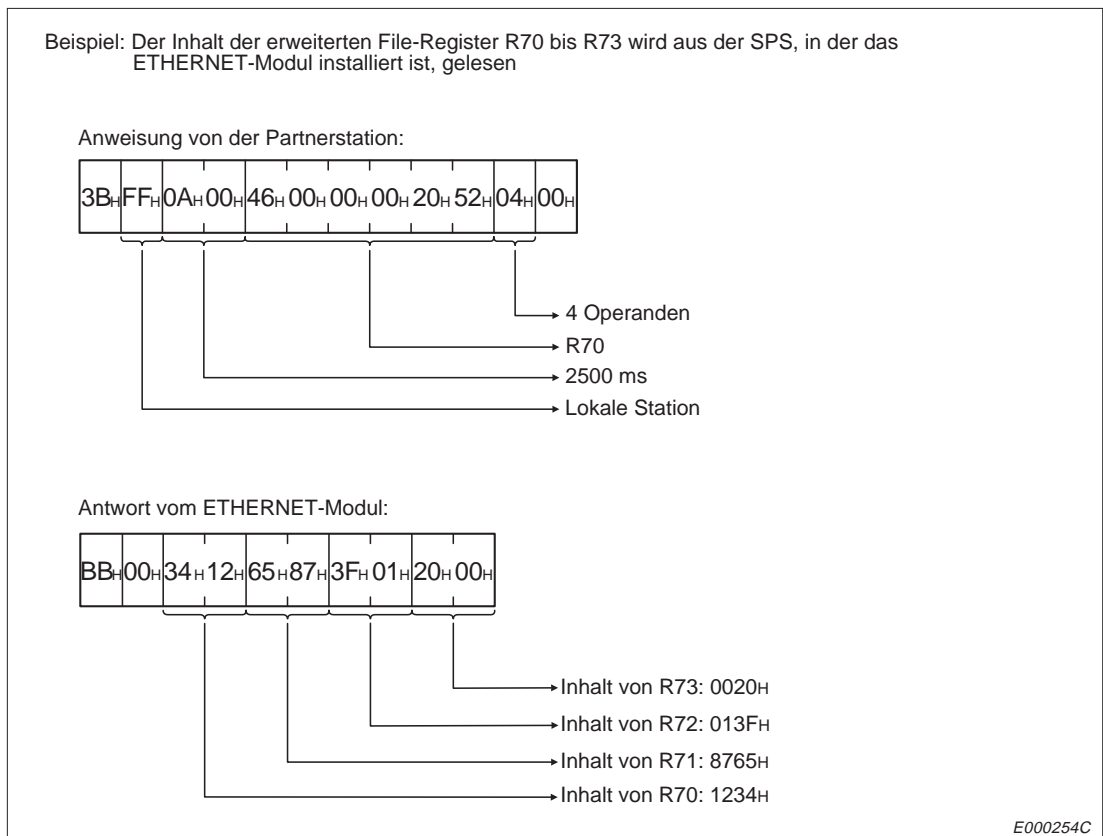 Beispiel: Der Inhalt der erweiterten File-Register R70 bis R73 wird aus der SPS, in der das
ETHERNET-Modul installiert ist, gelesen
Anweisung von der Partnerstation:
3BH FFH 0AH 00H 46H 00H 00H 00H 20H 52H 04H 00H
4 Operanden
R70
2500 ms
Lokale Station
Antwort vom ETHERNET-Modul:
BBH 00H 34H 12H 65H 87H 3FH 01H 20H 00H
Inhalt von R73: 0020H
Inhalt von R72: 013FH
Inhalt von R71: 8765H
Inhalt von R70: 1234H
E000254C